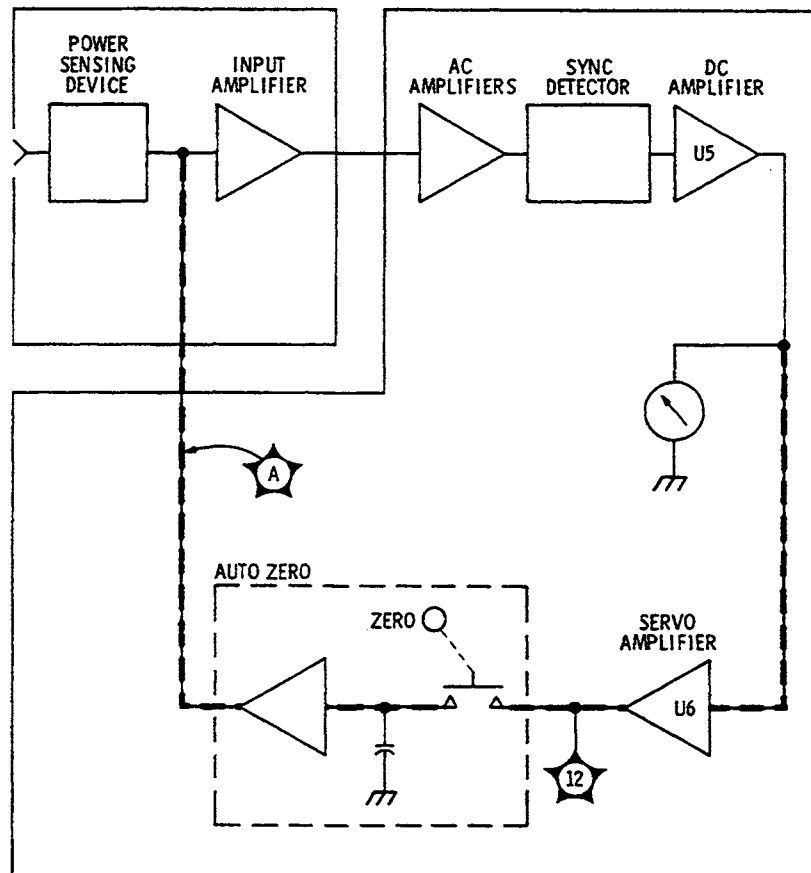 POWER
SENSING
DEVICE
INPUT
AMPLIFIER
AC
AMPLIFIERS
SYNC
DETECTOR
DC
AMPLIFIER
U5
A
AUTO ZERO
ZERO
SERVO
AMPLIFIER
U6
12